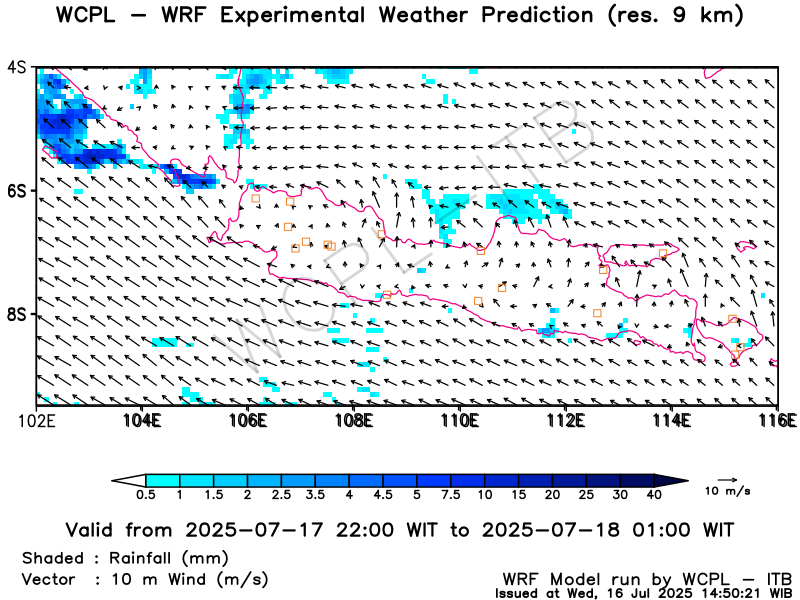 WCPL – WRF Experimental Weather Prediction (res. 9 km)
4S
6S
8S
WCPL ITB
102E 104E 106E 108E 110E 112E 114E 116E
0.5 1 1.5 2 2.5 3.5 4 4.5 5 7.5 10 15 20 25 30 40
10 m/s
Valid from 2025-07-17 22:00 WIT to 2025-07-18 01:00 WIT
Shaded : Rainfall (mm)
Vector : 10 m Wind (m/s)
WRF Model run by WCPL – ITB
Issued at Wed, 16 Jul 2025 14:50:21 WIB